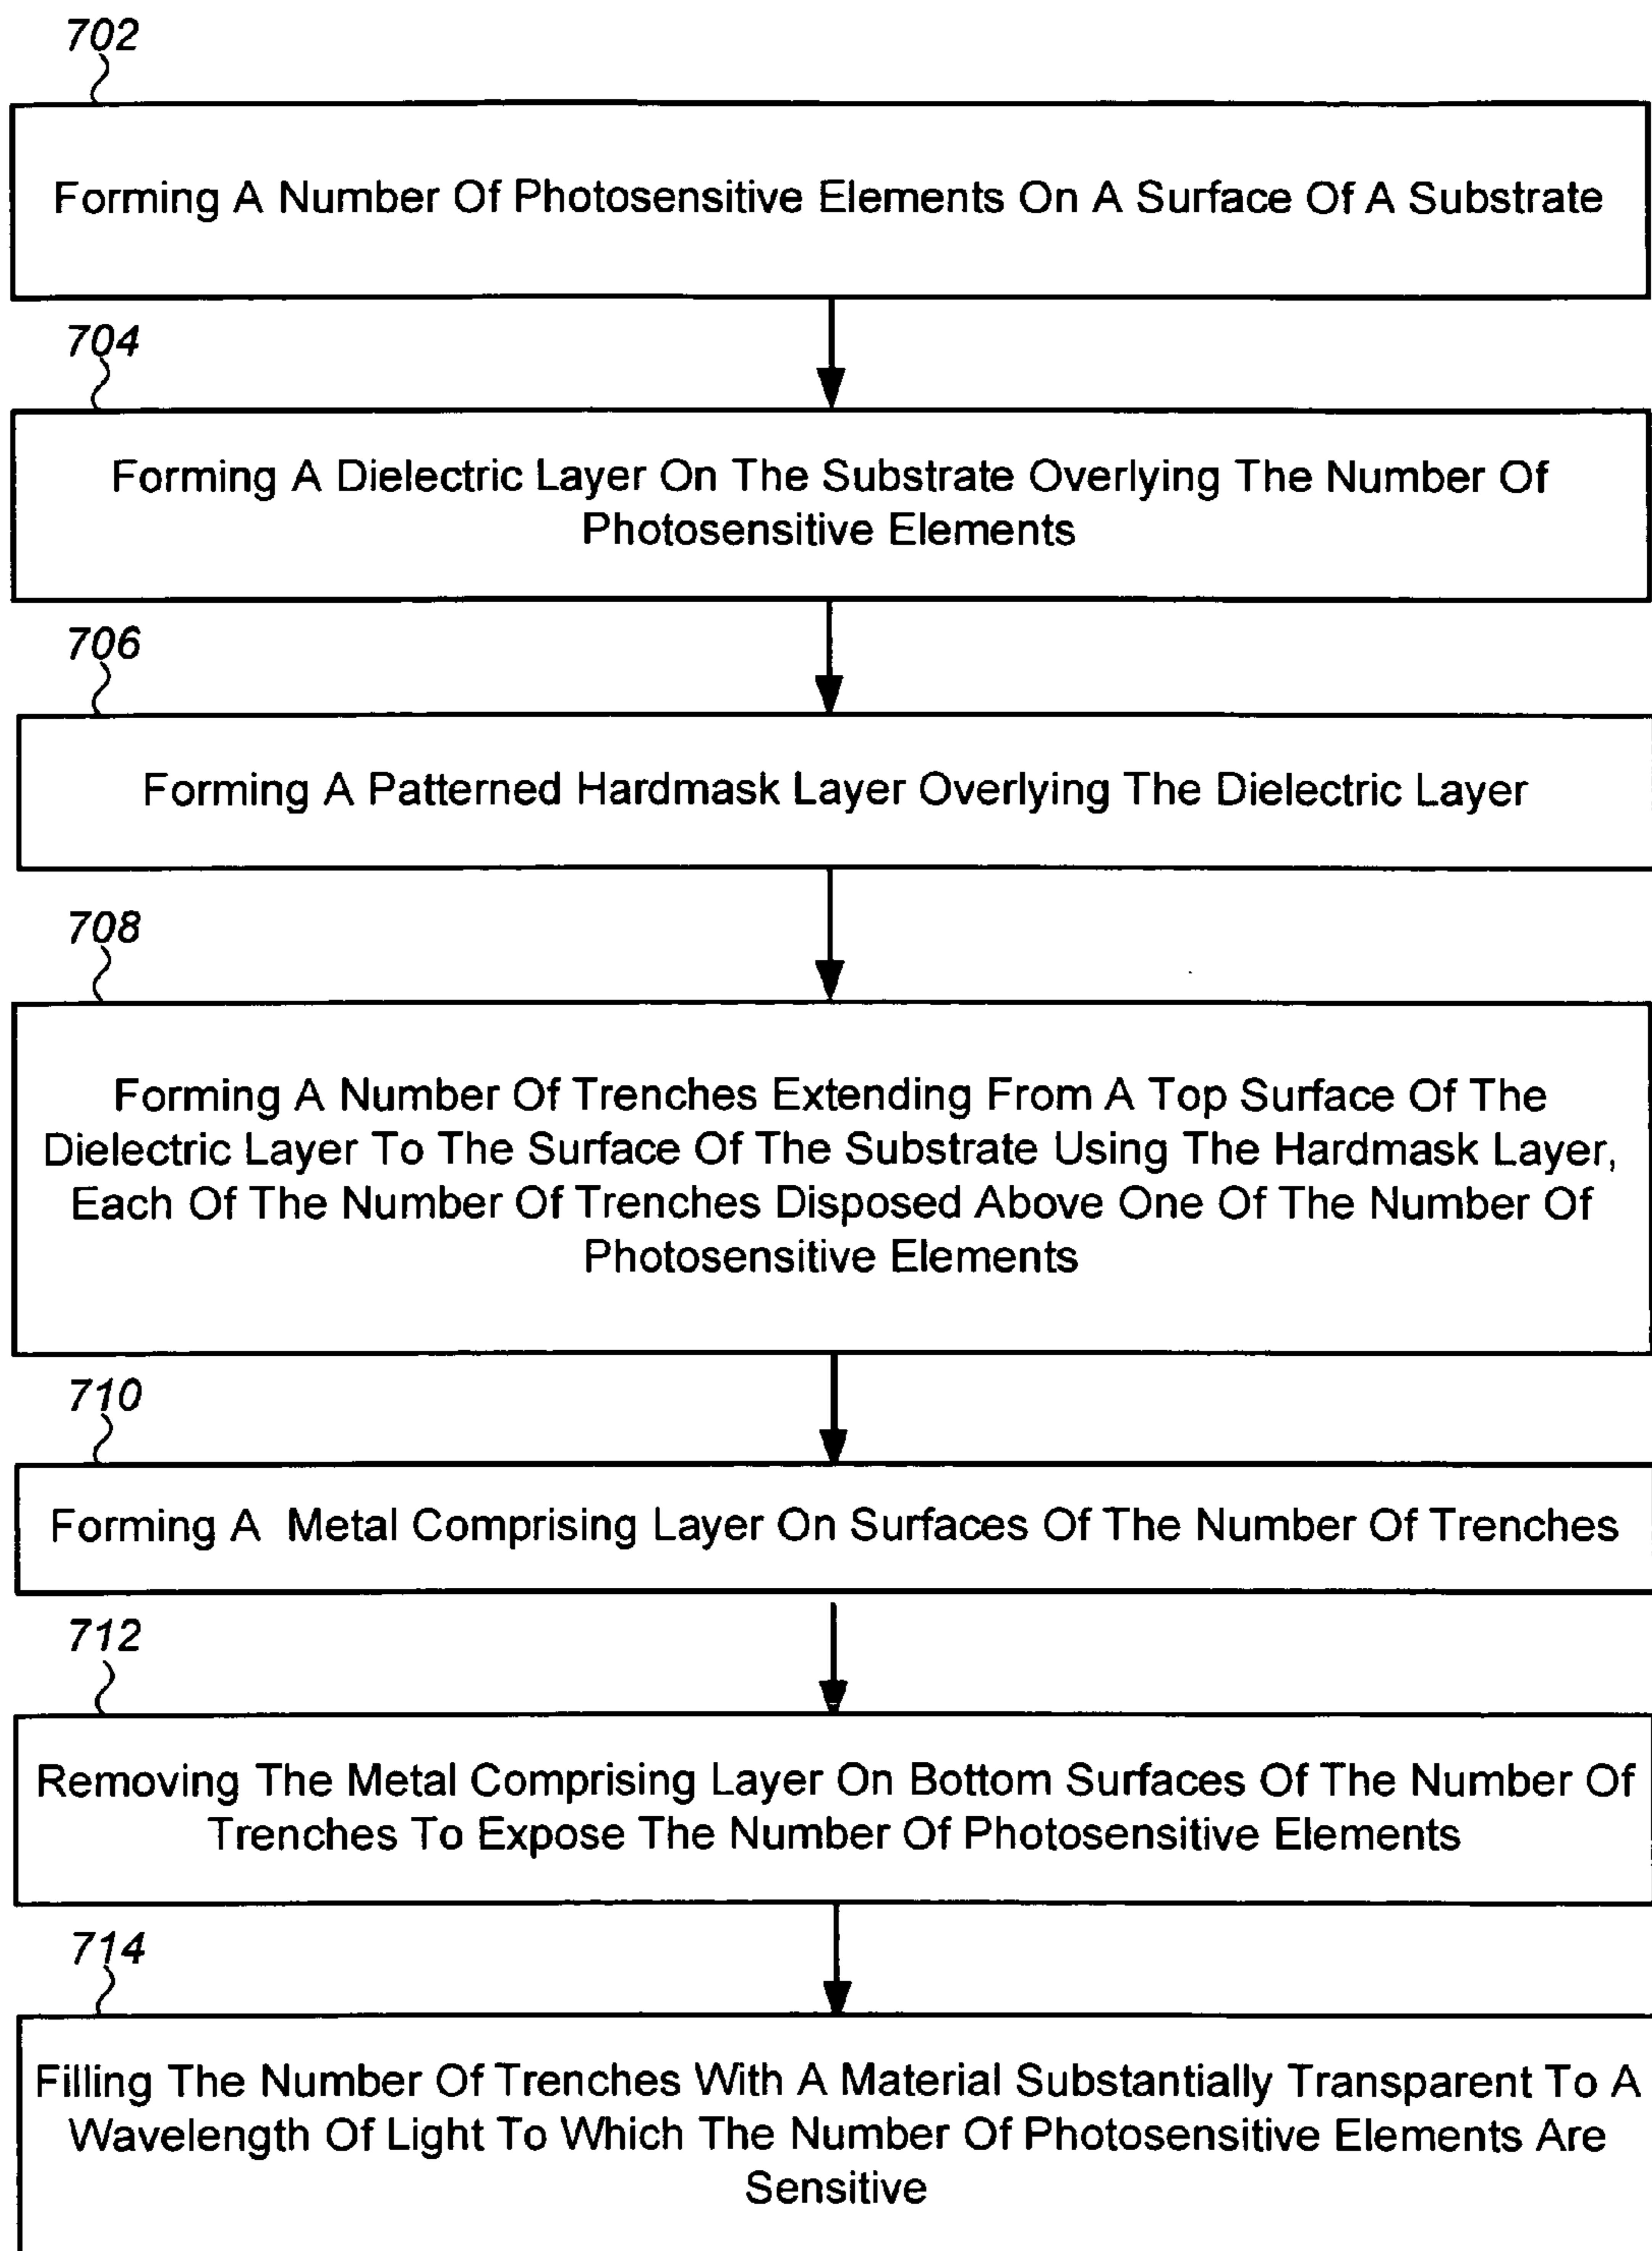 702
Forming A Number Of Photosensitive Elements On A Surface Of A Substrate
704
Forming A Dielectric Layer On The Substrate Overlying The Number Of
Photosensitive Elements
706
Forming A Patterned Hardmask Layer Overlying The Dielectric Layer
708
Forming A Number Of Trenches Extending From A Top Surface Of The
Dielectric Layer To The Surface Of The Substrate Using The Hardmask Layer,
Each Of The Number Of Trenches Disposed Above One Of The Number Of
Photosensitive Elements
710
Forming A Metal Comprising Layer On Surfaces Of The Number Of Trenches
712
Removing The Metal Comprising Layer On Bottom Surfaces Of The Number Of
Trenches To Expose The Number Of Photosensitive Elements
714
Filling The Number Of Trenches With A Material Substantially Transparent To A
Wavelength Of Light To Which The Number Of Photosensitive Elements Are
Sensitive